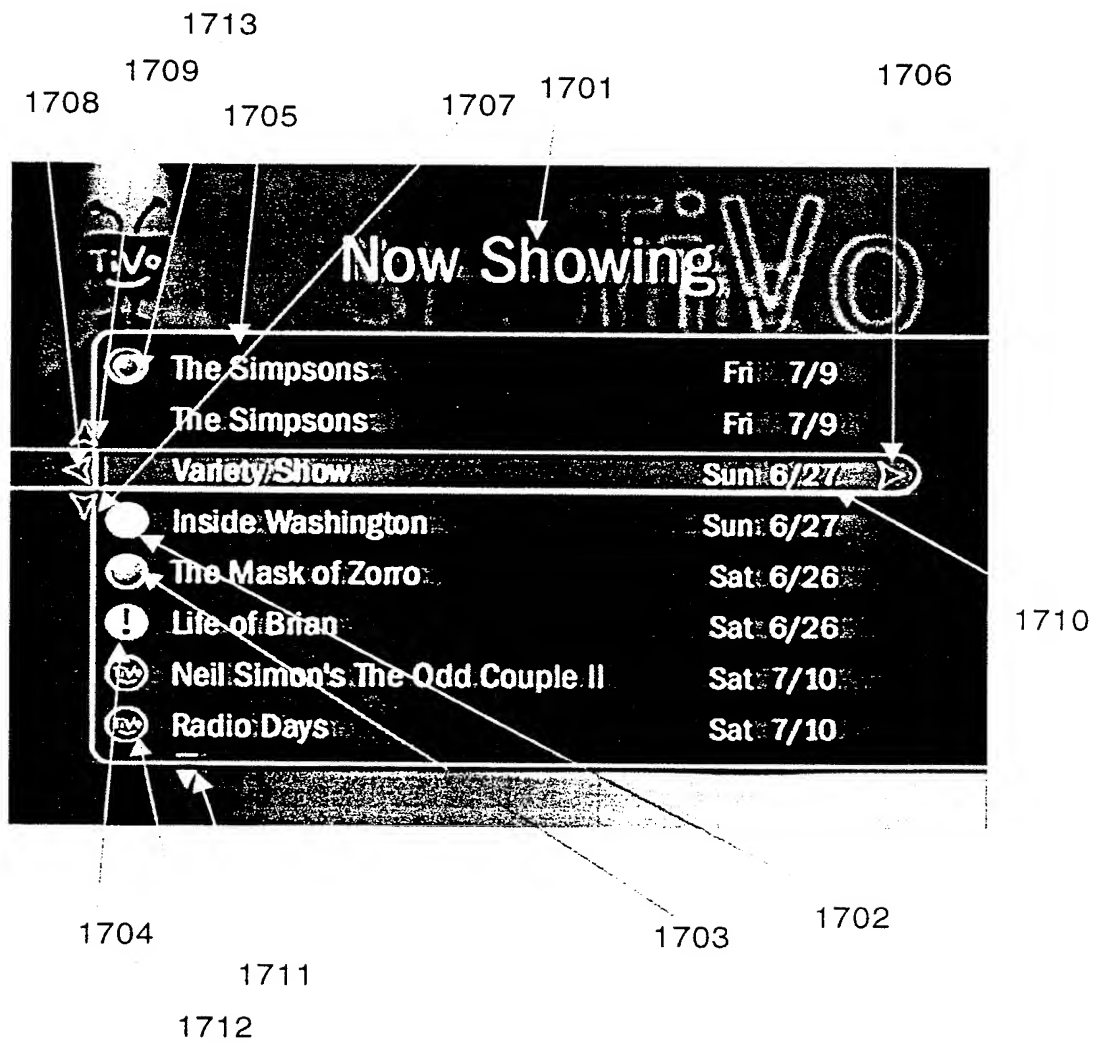 1713
1709
1708
1705
1707
1701
1706
TiVo
TiVo
Now Showing
The Simpsons Fri 7/9
The Simpsons Fri 7/9
Variety Show Sun 6/27
Inside Washington Sun 6/27
The Mask of Zorro Sat 6/26
! Life of Brian Sat 6/26
TiVo Neil Simon's The Odd Couple II Sat 7/10
TiVo Radio Days Sat 7/10
1710
1704
1703
1702
1711
1712